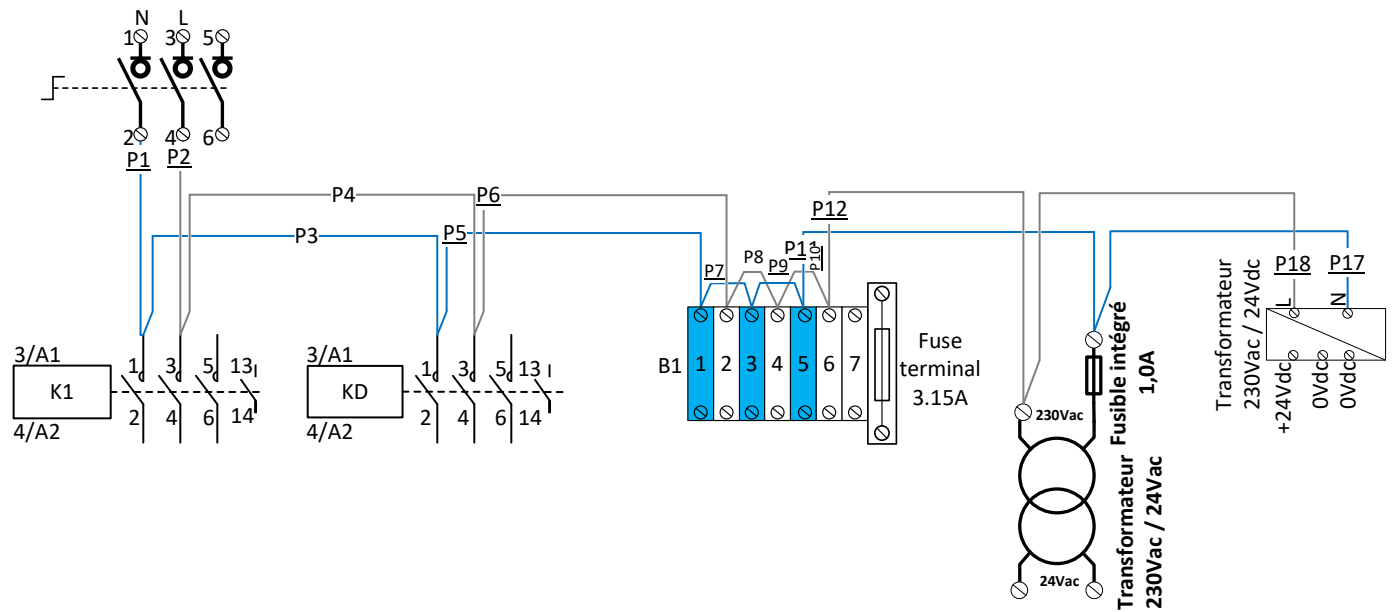 N L
1 3 5
2 4 6
P1 P2
P4 P6
P12
P3 P5
P8
P7 P9 P1
P10
P18 P17
L N
3/A1
K1
4/A2
1 3 5 13
2 4 6 14
3/A1
KD
4/A2
1 3 5 13
2 4 6 14
B1 1 2 3 4 5 6 7
Fuse
terminal
3.15A
230Vac
24Vac
Fusible intégré
1,0A
Transformateur
230Vac / 24Vac
Transformateur
230Vac / 24Vdc
+24Vdc
0Vdc
0Vdc